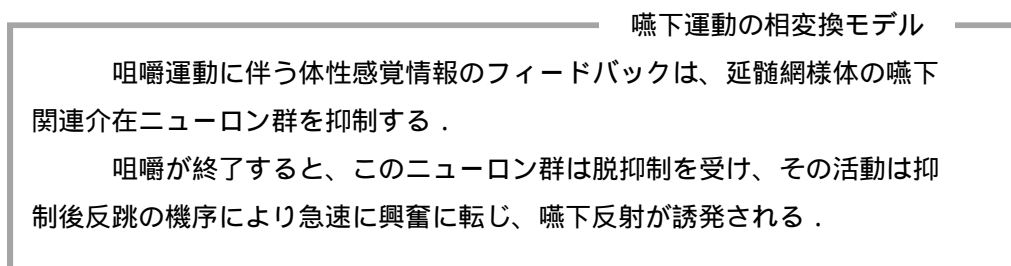 嚥下運動の相変換モデル
咀嚼運動に伴う体性感覚情報のフィードバックは、延髄網様体の嚥下
関連介在ニューロン群を抑制する．
咀嚼が終了すると、このニューロン群は脱抑制を受け、その活動は抑
制後反跳の機序により急速に興奮に転じ、嚥下反射が誘発される．